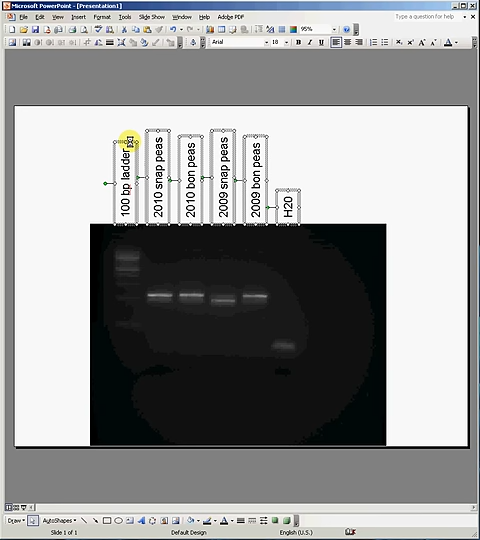 Microsoft PowerPoint - [Presentation1]
File Edit View Insert Format Tools Slide Show Window Help Adobe PDF
Type a question for help
95%
Arial 18 B I U S
100 bp ladder
2010 snap peas
2010 bon peas
2009 snap peas
2009 bon peas
H20
Draw AutoShapes
Slide 1 of 1 Default Design English (U.S.)